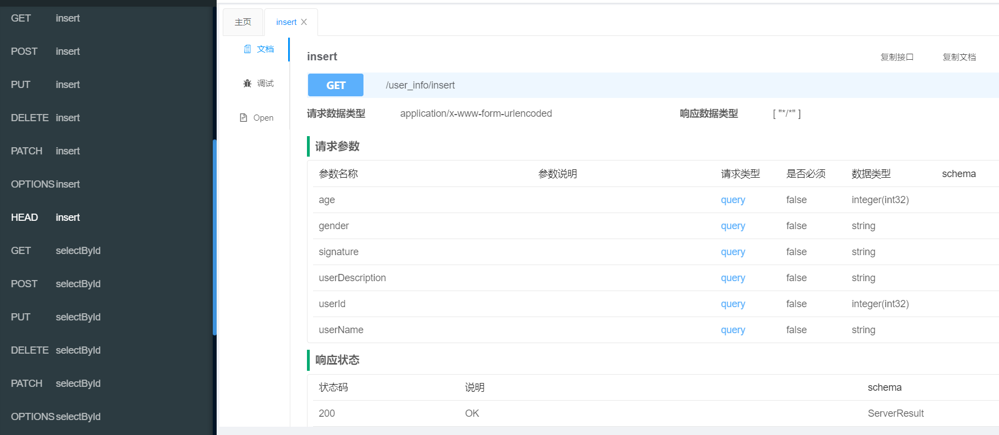 GET insert
POST insert
PUT insert
DELETE insert
PATCH insert
OPTIONS insert
HEAD insert
GET selectById
POST selectById
PUT selectById
DELETE selectById
PATCH selectById
OPTIONS selectById
主页 insert X
文档
调试
Open
insert 复制接口 复制文档
GET /user_info/insert
请求数据类型 application/x-www-form-urlencoded 响应数据类型 [ "*/*" ]
请求参数
参数名称 参数说明 请求类型 是否必须 数据类型 schema
age query false integer(int32)
gender query false string
signature query false string
userDescription query false string
userId query false integer(int32)
userName query false string
响应状态
状态码 说明 schema
200 OK ServerResult